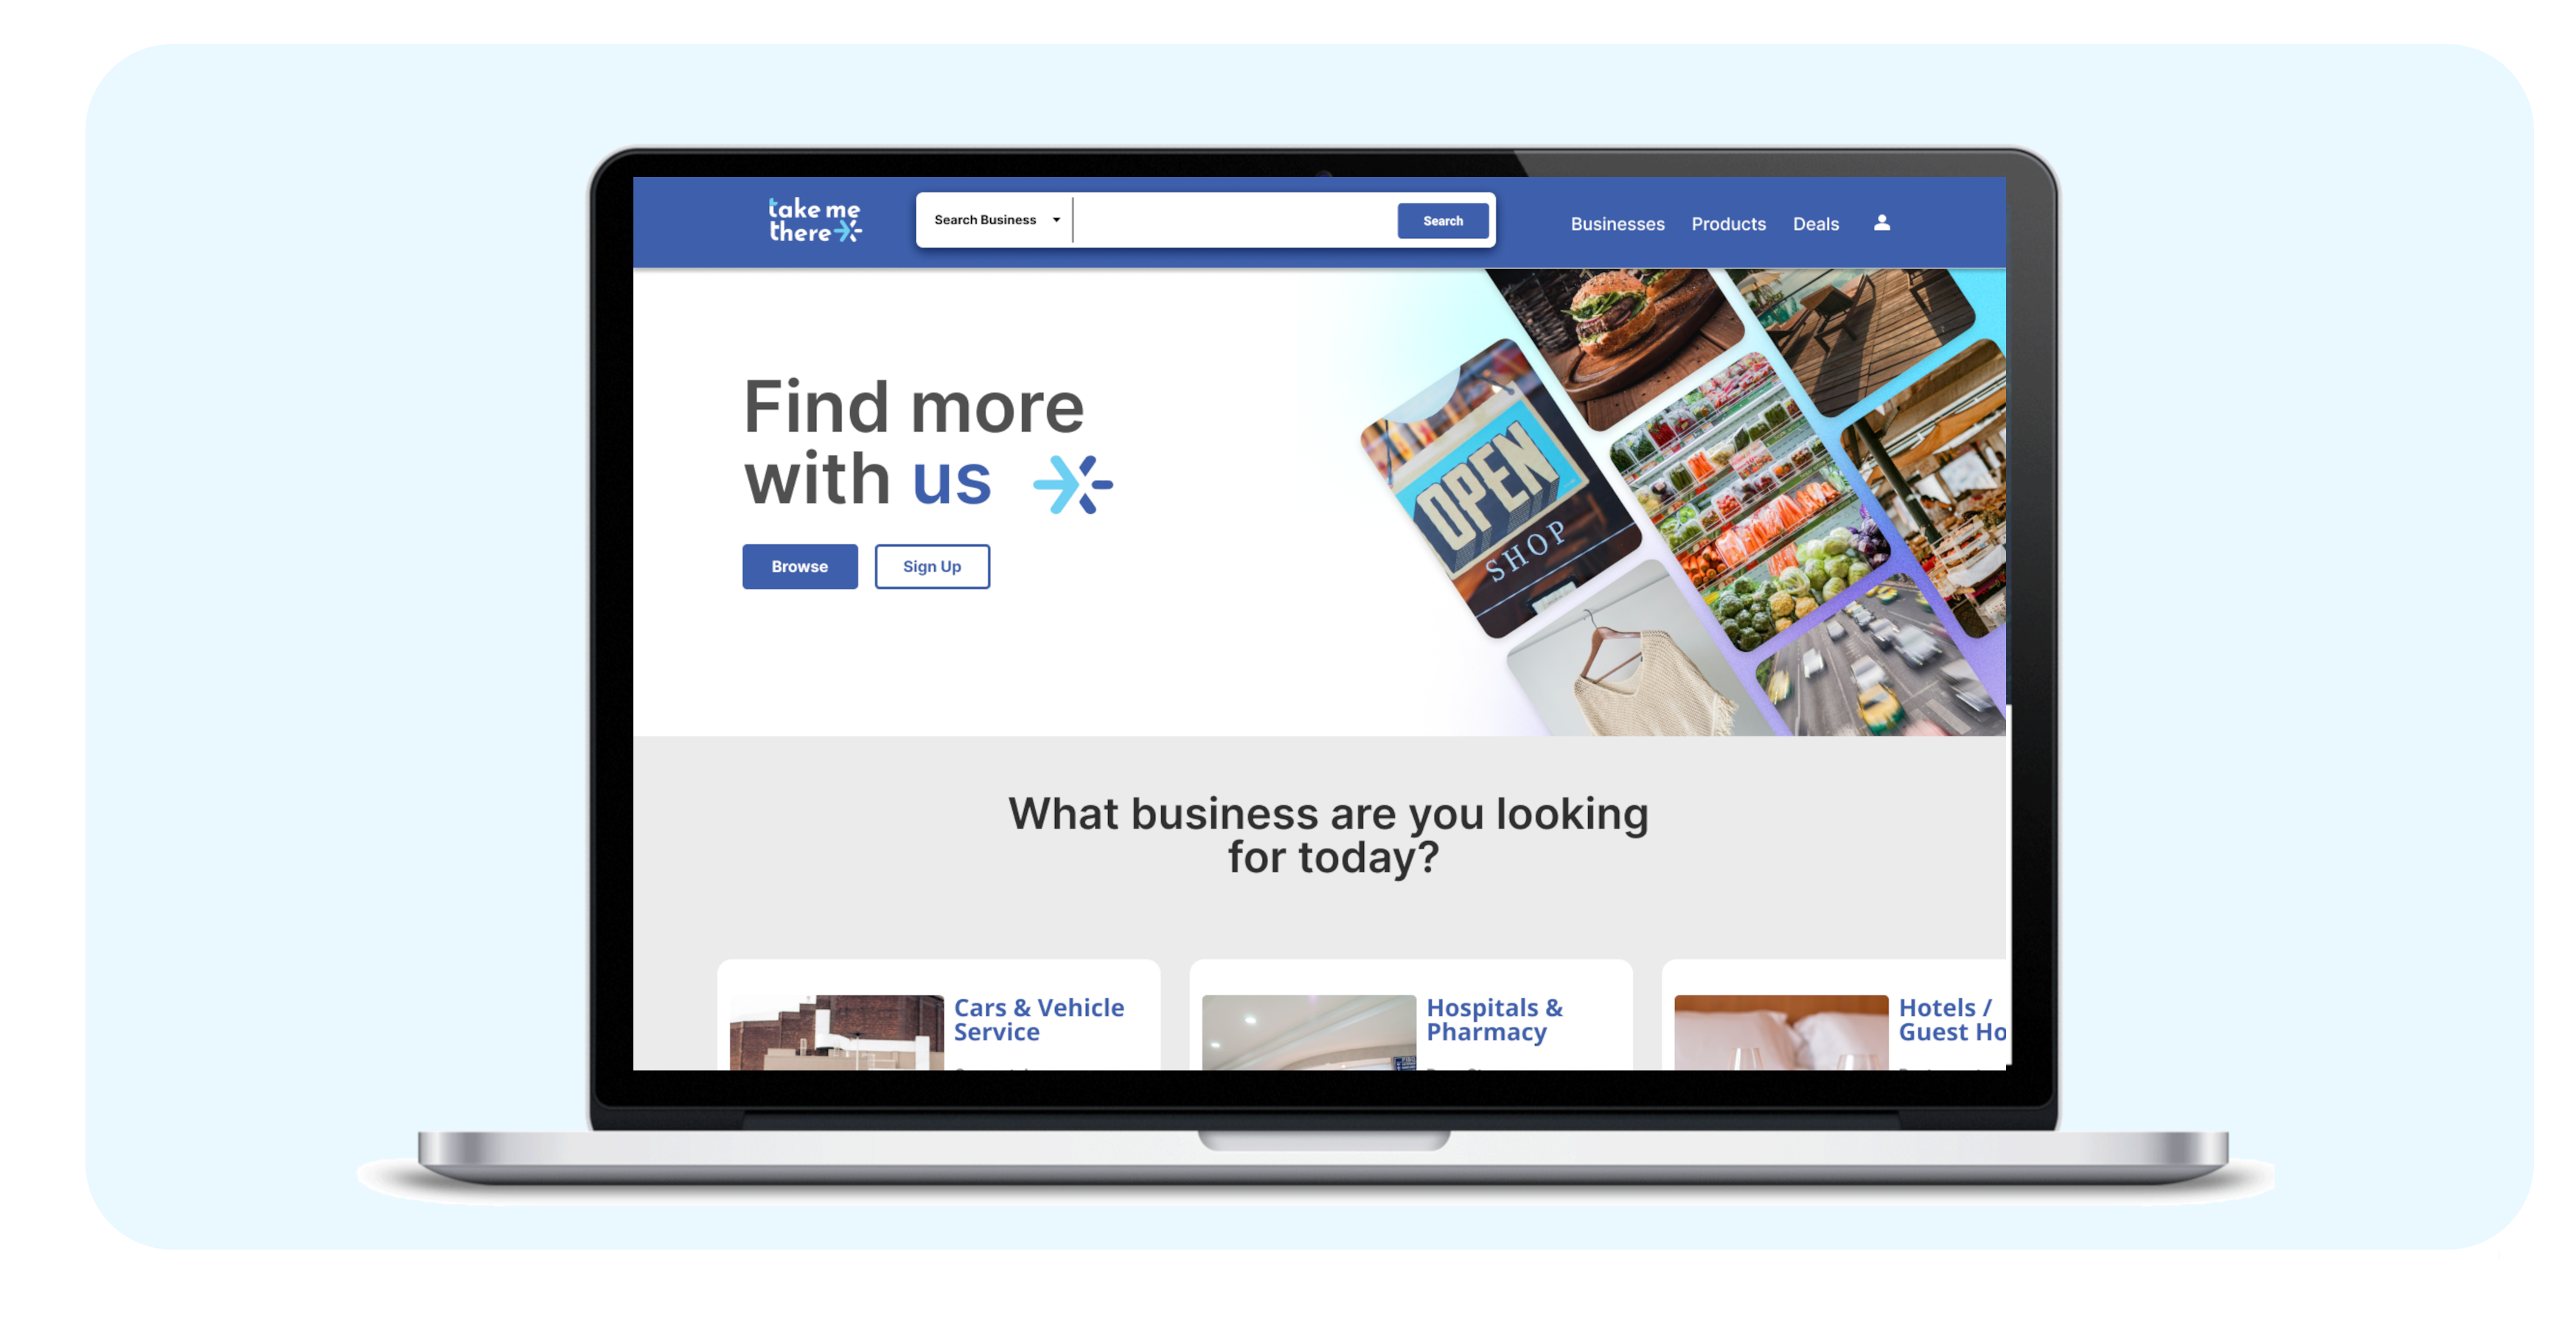 take me
there
Search Business
Search
Businesses
Products
Deals
Find more
with us
Browse
Sign Up
OPEN
SHOP
What business are you looking
for today?
Cars & Vehicle
Service
Hospitals &
Pharmacy
Hotels /
Guest Ho